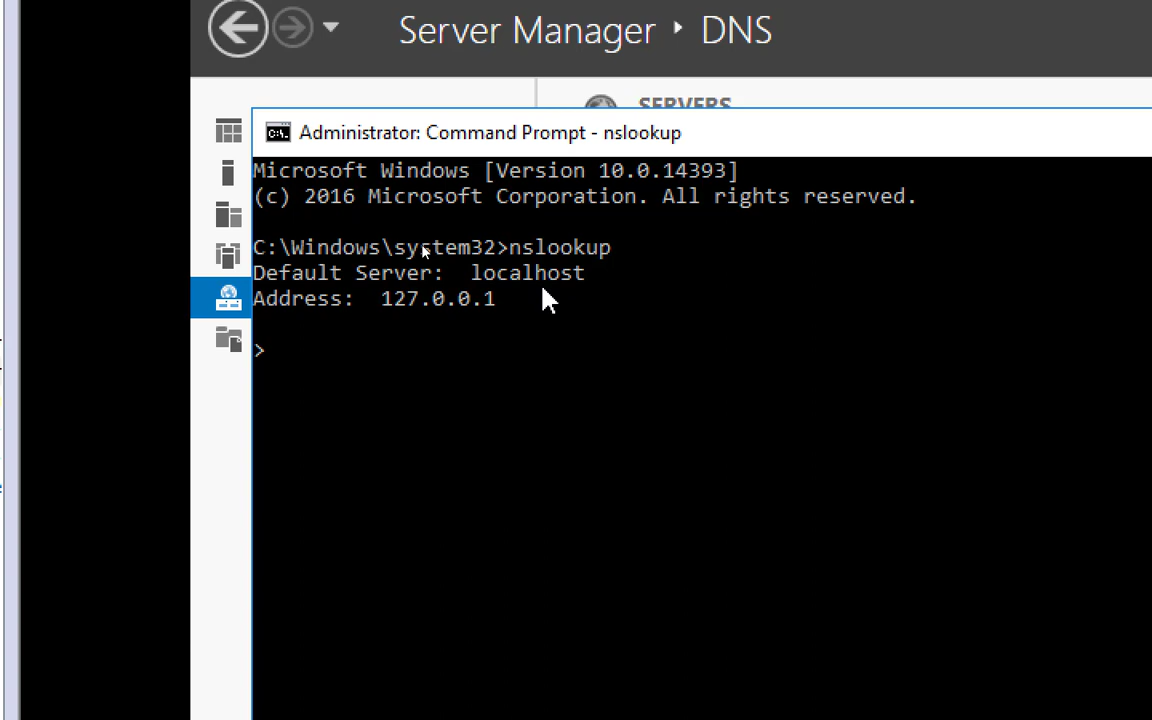 Server Manager ‣ DNS
SERVERS
Administrator: Command Prompt - nslookup
Microsoft Windows [Version 10.0.14393]
(c) 2016 Microsoft Corporation. All rights reserved.
C:\Windows\system32>nslookup
Default Server:  localhost
Address:  127.0.0.1
>